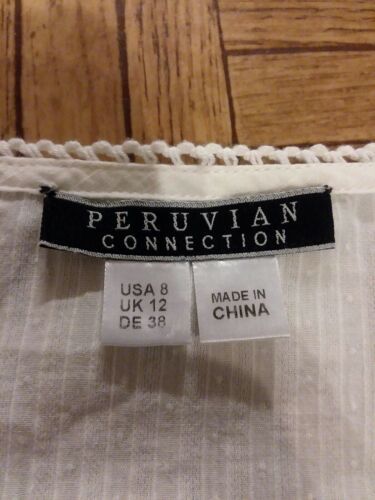 PERUVIAN
CONNECTION
USA 8
UK 12
DE 38
MADE IN
CHINA